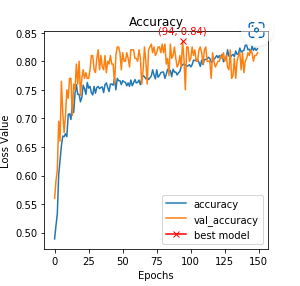 Accuracy
(94, 0.84)
0.85
0.80
0.75
0.70
0.65
0.60
0.55
0.50
Loss Value
0
25
50
75
100
125
150
Epochs
accuracy
val_accuracy
best model